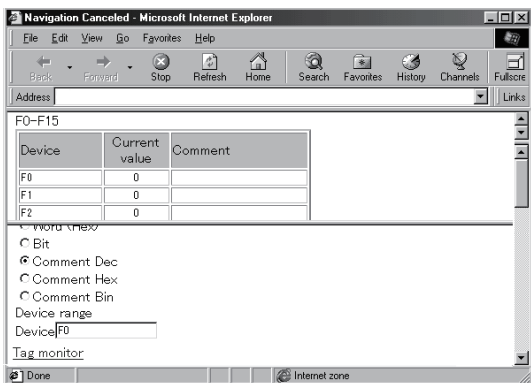 Navigation Canceled - Microsoft Internet Explorer
File Edit View Go Favorites Help
Back Forward Stop Refresh Home Search Favorites History Channels Fullscre
Address Links
F0-F15
Device Current value Comment
F0 0
F1 0
F2 0
Word (Hex)
Bit
Comment Dec
Comment Hex
Comment Bin
Device range
Device F0
Tag monitor
Done Internet zone